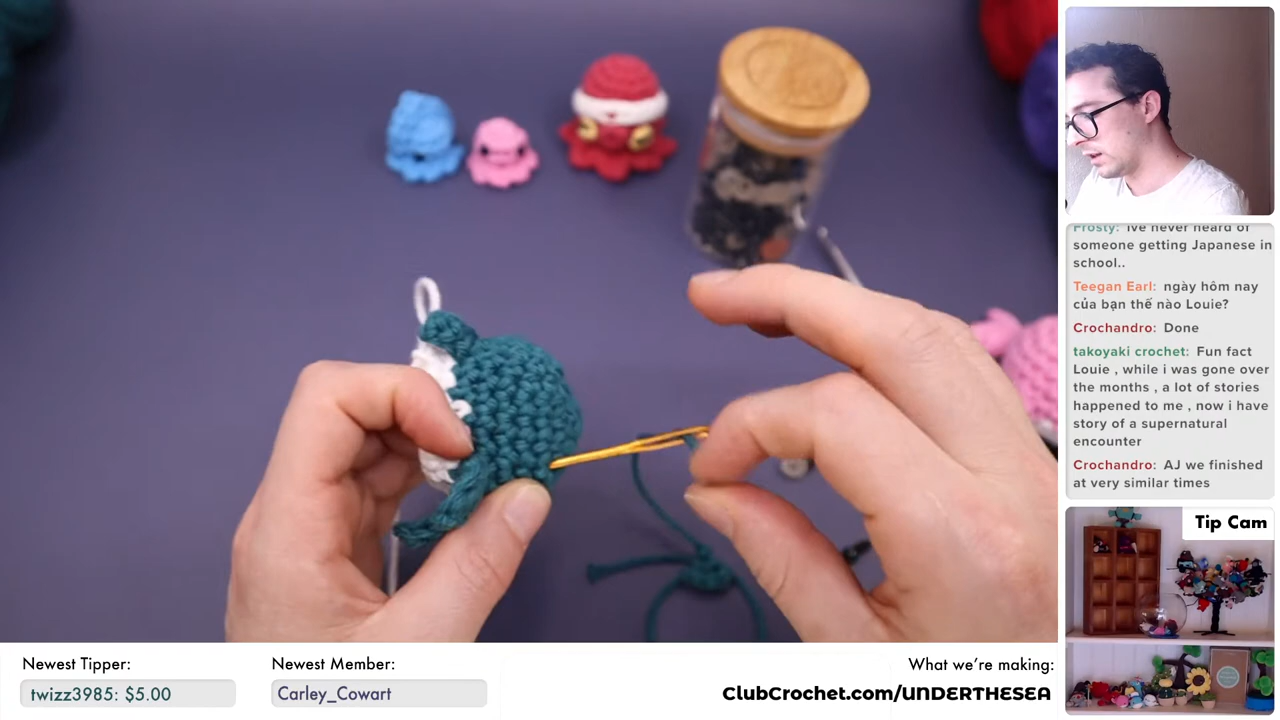 Frosty: Ive never heard of
someone getting Japanese in
school..
Teegan Earl: ngày hôm nay
của bạn thế nào Louie?
Crochandro: Done
takoyaki crochet: Fun fact
Louie , while i was gone over
the months , a lot of stories
happened to me , now i have
story of a supernatural
encounter
Crochandro: AJ we finished
at very similar times
Tip Cam
Newest Tipper:
twizz3985: $5.00
Newest Member:
Carley_Cowart
What we're making:
ClubCrochet.com/UNDERTHESEA